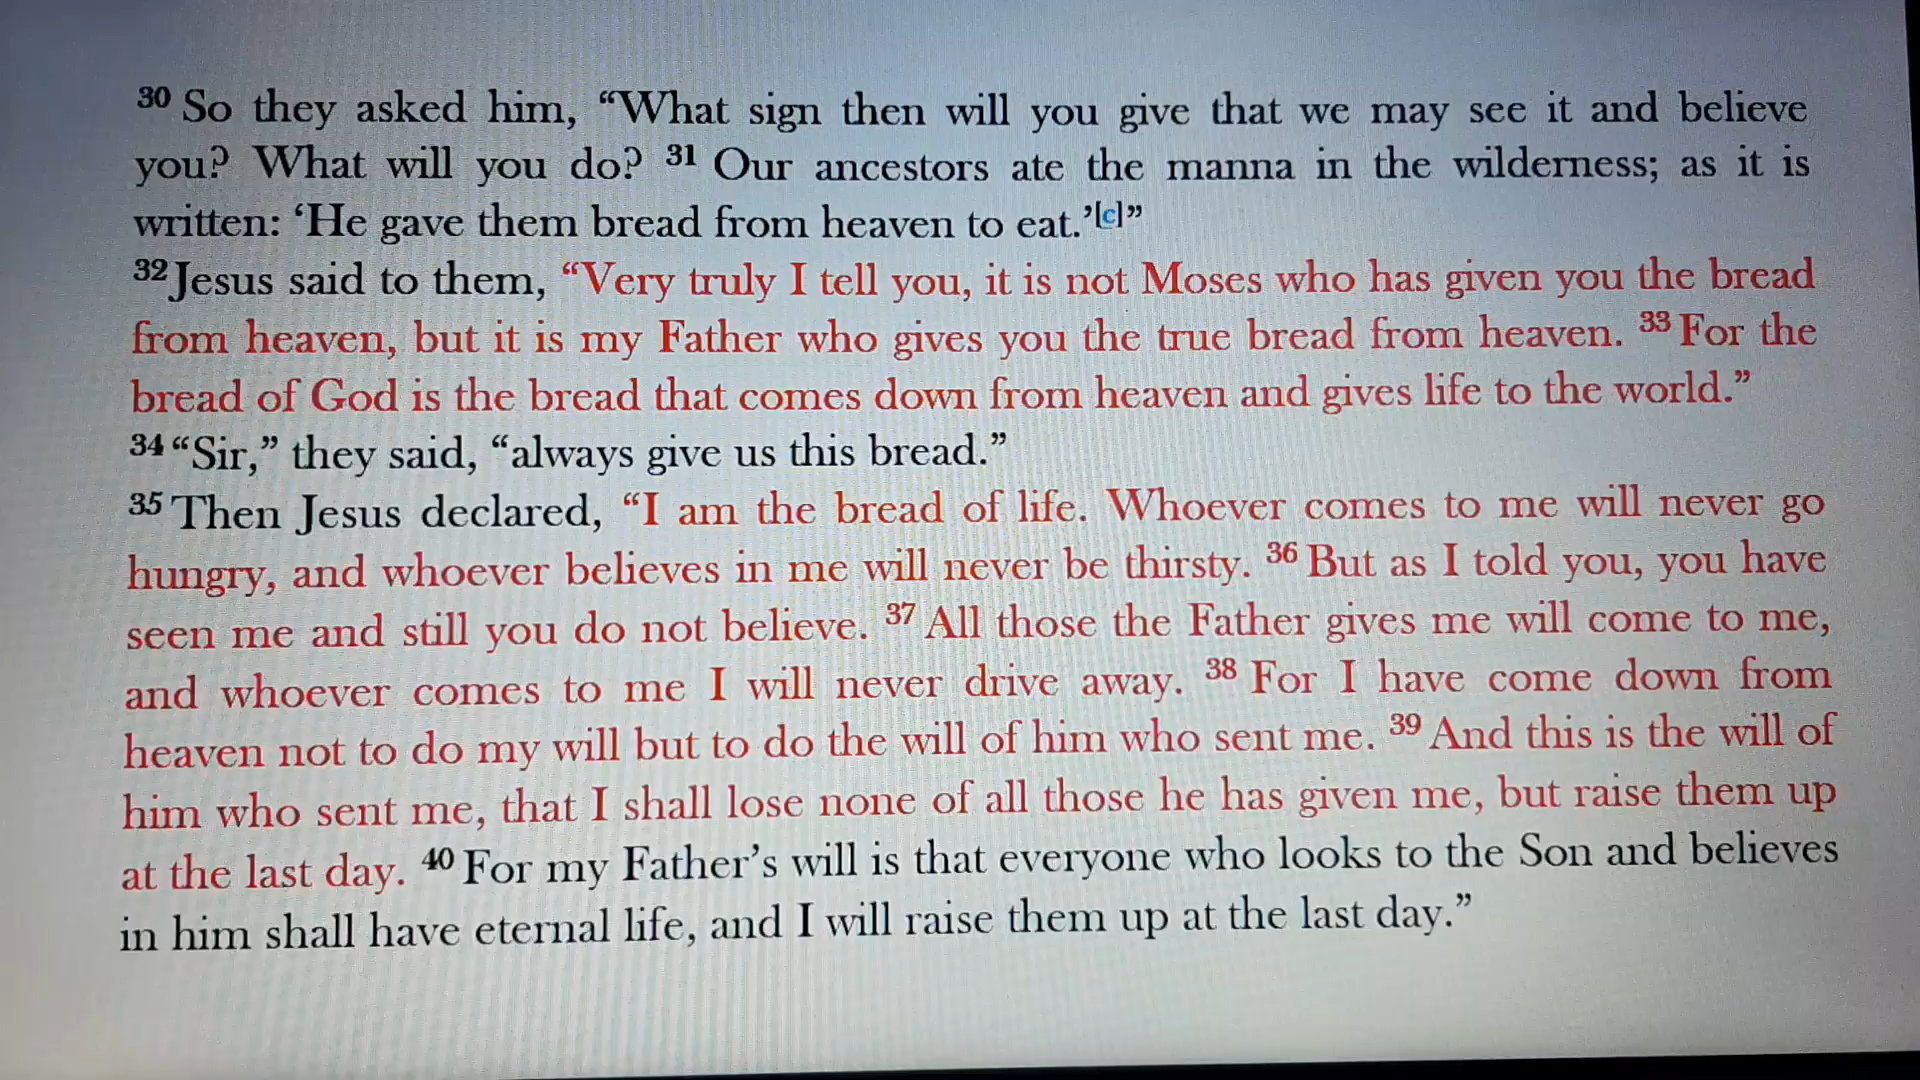 30 So they asked him, “What sign then will you give that we may see it and believe
you? What will you do? 31 Our ancestors ate the manna in the wilderness; as it is
written: ‘He gave them bread from heaven to eat.’[c]”
32 Jesus said to them, “Very truly I tell you, it is not Moses who has given you the bread
from heaven, but it is my Father who gives you the true bread from heaven. 33 For the
bread of God is the bread that comes down from heaven and gives life to the world.”
34 “Sir,” they said, “always give us this bread.”
35 Then Jesus declared, “I am the bread of life. Whoever comes to me will never go
hungry, and whoever believes in me will never be thirsty. 36 But as I told you, you have
seen me and still you do not believe. 37 All those the Father gives me will come to me,
and whoever comes to me I will never drive away. 38 For I have come down from
heaven not to do my will but to do the will of him who sent me. 39 And this is the will of
him who sent me, that I shall lose none of all those he has given me, but raise them up
at the last day. 40 For my Father’s will is that everyone who looks to the Son and believes
in him shall have eternal life, and I will raise them up at the last day.”